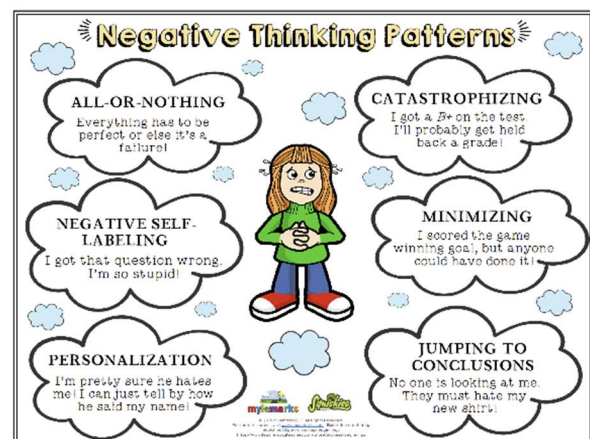 Negative Thinking Patterns
ALL-OR-NOTHING
Everything has to be
perfect or else it's a
failure!
CATASTROPHIZING
I got a B+ on the test
I'll probably get held
back a grade!
NEGATIVE SELF-
LABELING
I got that question wrong.
I'm so stupid!
MINIMIZING
I scored the game
winning goal, but anyone
could have done it!
PERSONALIZATION
I'm pretty sure he hates
me! I can just tell by how
he said my name!
JUMPING TO
CONCLUSIONS
No one is looking at me.
They must hate my
new shirt!
mylemarks